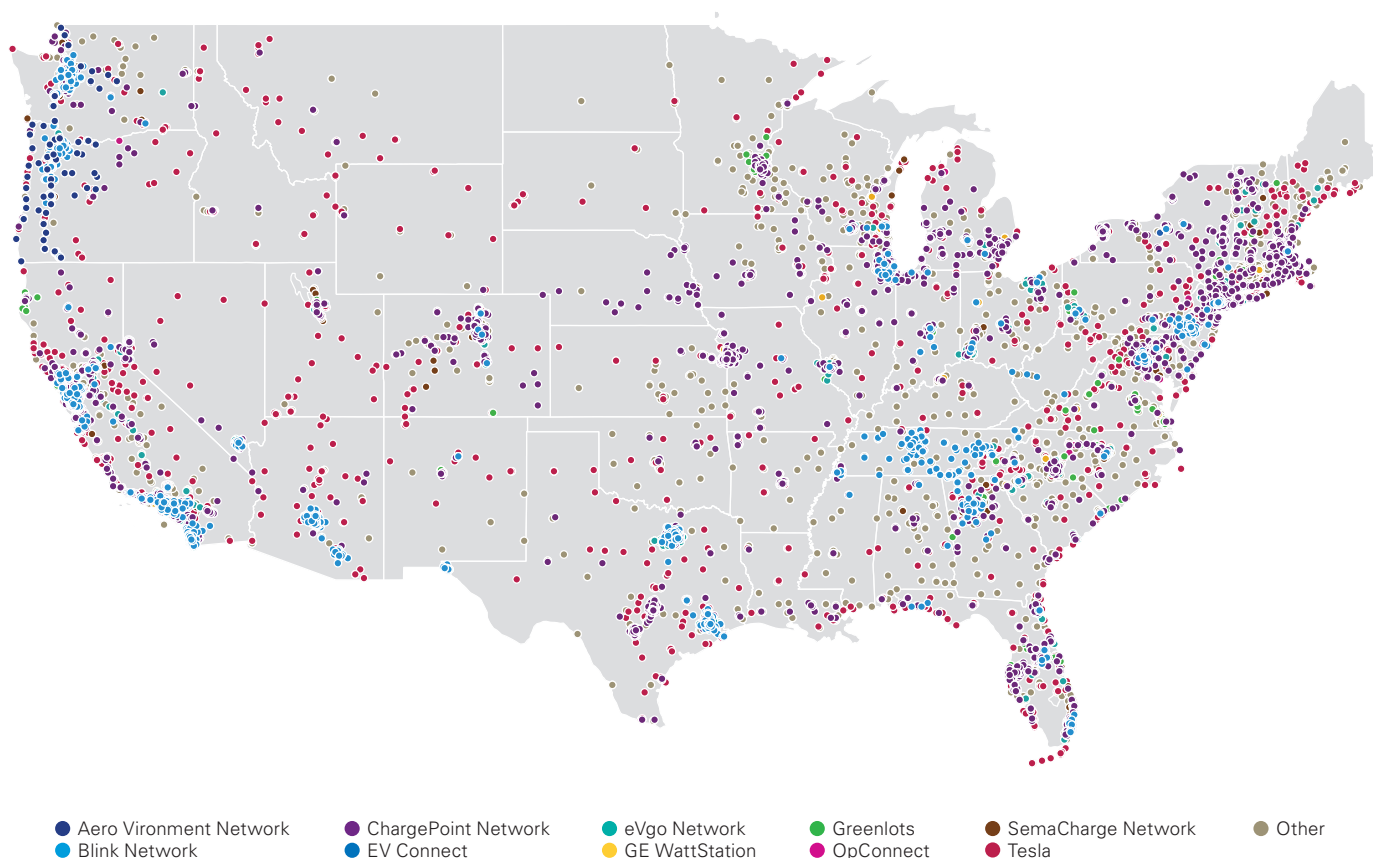 Aero Vironment Network ChargePoint Network eVgo Network Greenlots SemaCharge Network Other
Blink Network EV Connect GE WattStation OpConnect Tesla